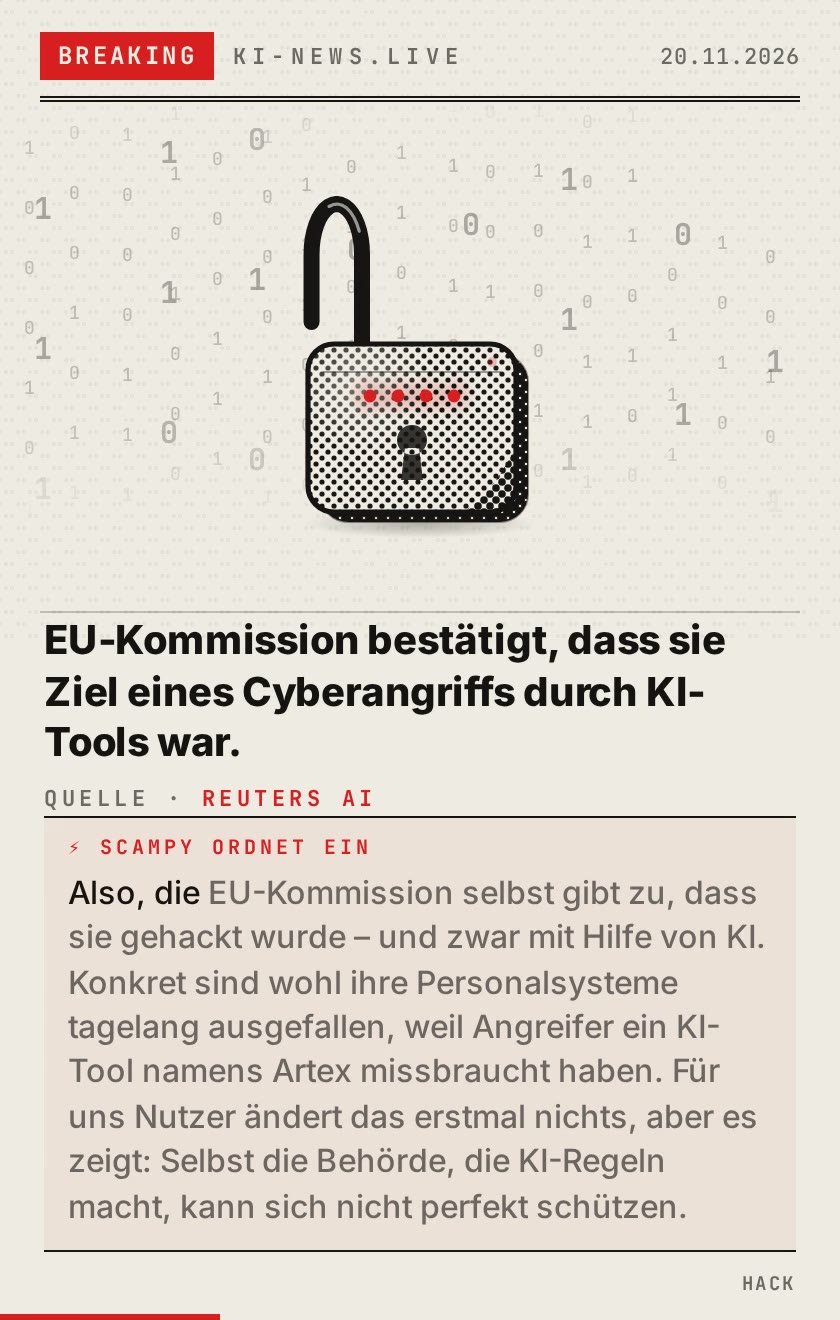 BREAKING KI-NEWS.LIVE 20.11.2026
EU-Kommission bestätigt, dass sie
Ziel eines Cyberangriffs durch KI-
Tools war.
QUELLE · REUTERS AI
⚡ SCAMPY ORDNET EIN
Also, die EU-Kommission selbst gibt zu, dass
sie gehackt wurde – und zwar mit Hilfe von KI.
Konkret sind wohl ihre Personalsysteme
tagelang ausgefallen, weil Angreifer ein KI-
Tool namens Artex missbraucht haben. Für
uns Nutzer ändert das erstmal nichts, aber es
zeigt: Selbst die Behörde, die KI-Regeln
macht, kann sich nicht perfekt schützen.
HACK